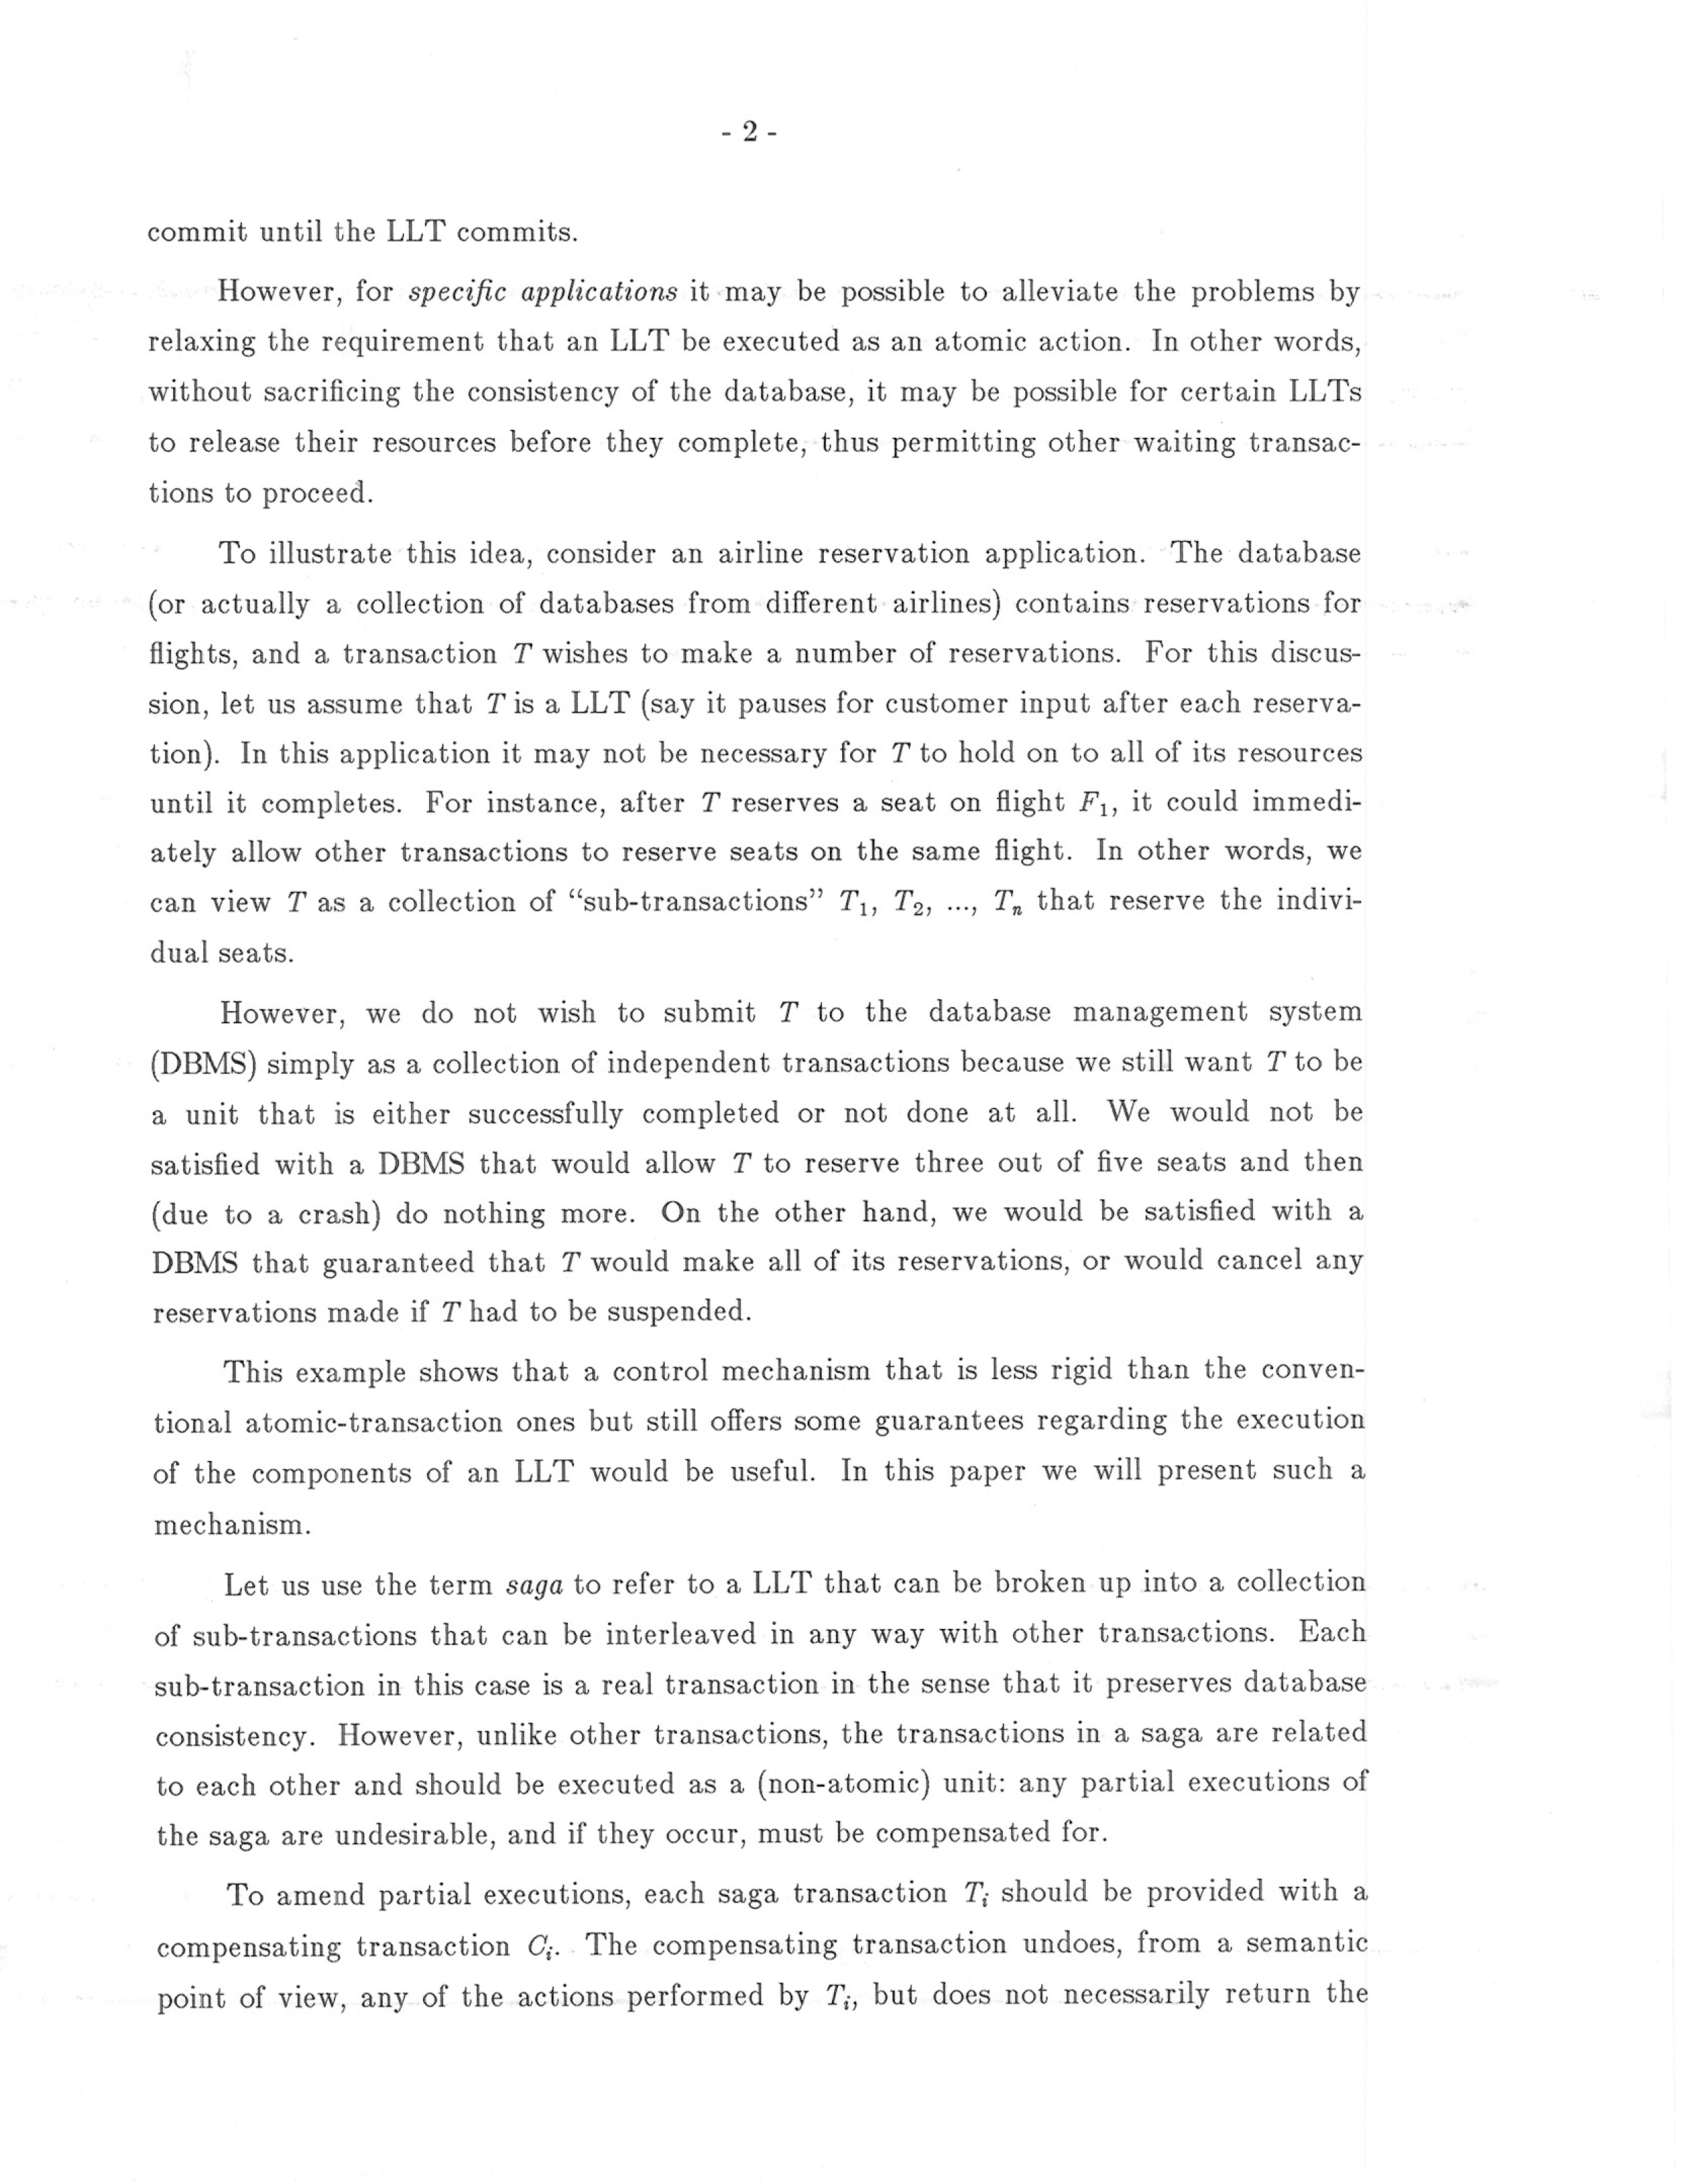 - 2 -
commit until the LLT commits.
However, for specific applications it may be possible to alleviate the problems by
relaxing the requirement that an LLT be executed as an atomic action. In other words,
without sacrificing the consistency of the database, it may be possible for certain LLTs
to release their resources before they complete, thus permitting other waiting transac-
tions to proceed.
To illustrate this idea, consider an airline reservation application. The database
(or actually a collection of databases from different airlines) contains reservations for
flights, and a transaction T wishes to make a number of reservations. For this discus-
sion, let us assume that T is a LLT (say it pauses for customer input after each reserva-
tion). In this application it may not be necessary for T to hold on to all of its resources
until it completes. For instance, after T reserves a seat on flight F₁, it could immedi-
ately allow other transactions to reserve seats on the same flight. In other words, we
can view T as a collection of “sub-transactions” T₁, T₂, ..., Tₙ that reserve the indivi-
dual seats.
However, we do not wish to submit T to the database management system
(DBMS) simply as a collection of independent transactions because we still want T to be
a unit that is either successfully completed or not done at all. We would not be
satisfied with a DBMS that would allow T to reserve three out of five seats and then
(due to a crash) do nothing more. On the other hand, we would be satisfied with a
DBMS that guaranteed that T would make all of its reservations, or would cancel any
reservations made if T had to be suspended.
This example shows that a control mechanism that is less rigid than the conven-
tional atomic-transaction ones but still offers some guarantees regarding the execution
of the components of an LLT would be useful. In this paper we will present such a
mechanism.
Let us use the term saga to refer to a LLT that can be broken up into a collection
of sub-transactions that can be interleaved in any way with other transactions. Each
sub-transaction in this case is a real transaction in the sense that it preserves database
consistency. However, unlike other transactions, the transactions in a saga are related
to each other and should be executed as a (non-atomic) unit: any partial executions of
the saga are undesirable, and if they occur, must be compensated for.
To amend partial executions, each saga transaction Tᵢ should be provided with a
compensating transaction Cᵢ. The compensating transaction undoes, from a semantic
point of view, any of the actions performed by Tᵢ, but does not necessarily return the